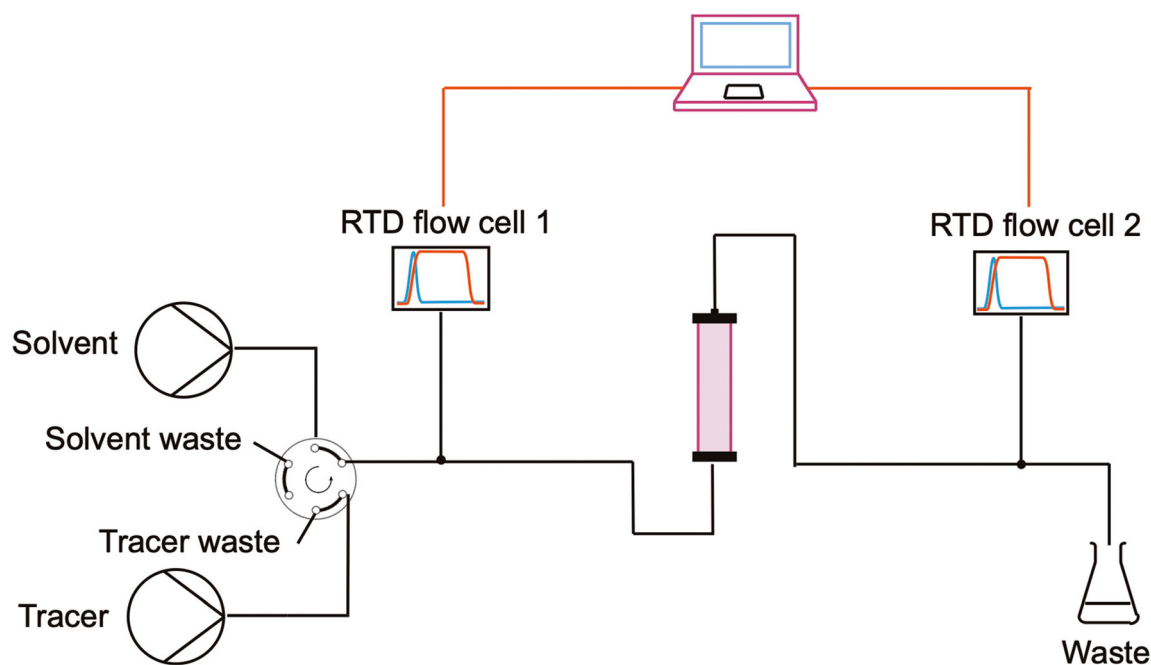 RTD flow cell 1
RTD flow cell 2
Solvent
Solvent waste
Tracer waste
Tracer
Waste